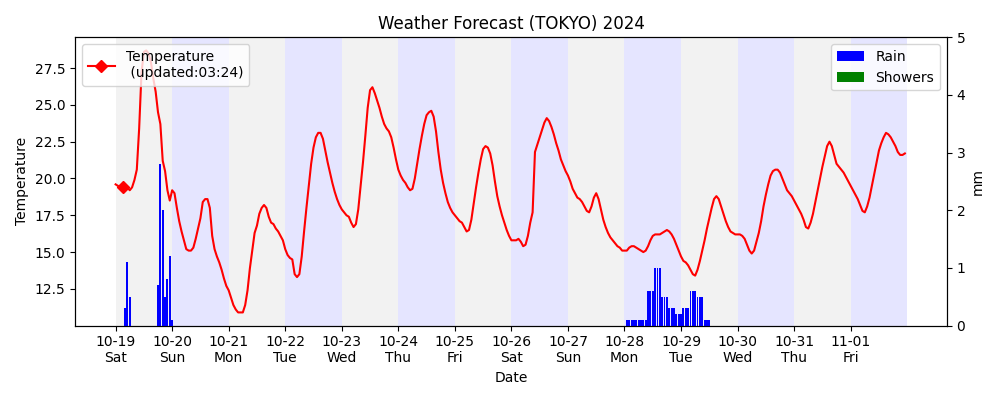 Weather Forecast (TOKYO) 2024
Temperature
(updated:03:24)
Rain
Showers
Temperature
27.5
25.0
22.5
20.0
17.5
15.0
12.5
5
4
3
2
1
0
mm
10-19 10-20 10-21 10-22 10-23 10-24 10-25 10-26 10-27 10-28 10-29 10-30 10-31 11-01
Sat Sun Mon Tue Wed Thu Fri Sat Sun Mon Tue Wed Thu Fri
Date